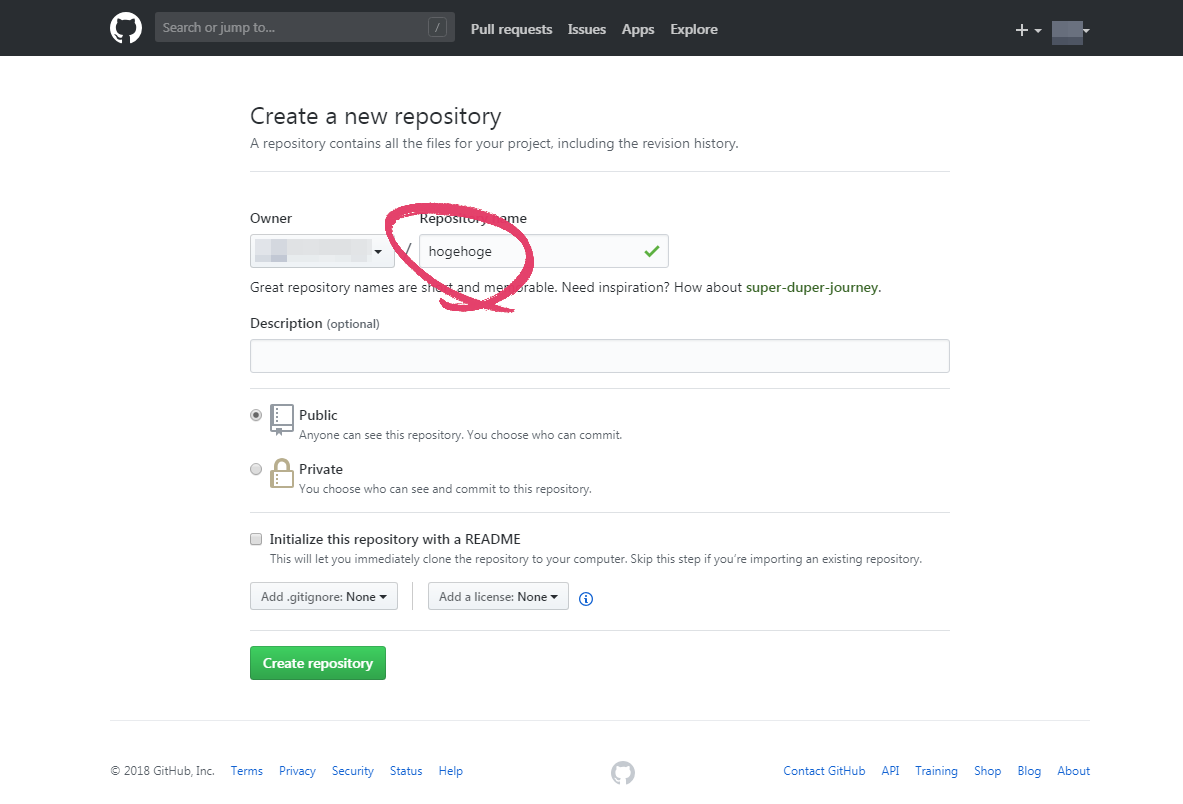 Search or jump to... /
Pull requests Issues Apps Explore
Create a new repository
A repository contains all the files for your project, including the revision history.
Owner Repository name
/ hogehoge
Great repository names are short and memorable. Need inspiration? How about super-duper-journey.
Description (optional)
Public
Anyone can see this repository. You choose who can commit.
Private
You choose who can see and commit to this repository.
Initialize this repository with a README
This will let you immediately clone the repository to your computer. Skip this step if you’re importing an existing repository.
Add .gitignore: None Add a license: None
Create repository
© 2018 GitHub, Inc. Terms Privacy Security Status Help Contact GitHub API Training Shop Blog About